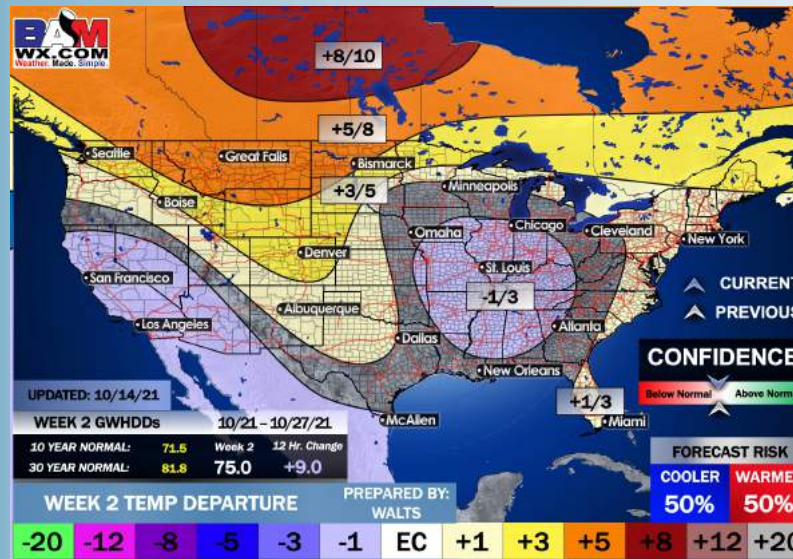 BAM
WX.COM
Weather. Made. Simple.
+8/10
+5/8
Seattle
Great Falls
Bismarck
+3/5
Minneapolis
Boise
Omaha
Chicago
Cleveland
New York
Denver
San Francisco
St. Louis
-1/3
CURRENT
PREVIOUS
Albuquerque
Los Angeles
Dallas
Atlanta
CONFIDENCE
New Orleans
Below Normal
Above Norm
UPDATED: 10/14/21
+1/3
McAllen
Miami
WEEK 2 GWHDDs 10/21 - 10/27/21
10 YEAR NORMAL: 71.5 Week 2 12 Hr. Change
30 YEAR NORMAL: 81.8 75.0 +9.0
FORECAST RISK
COOLER WARME
50% 50%
WEEK 2 TEMP DEPARTURE
PREPARED BY:
WALTS
-20 -12 -8 -5 -3 -1 EC +1 +3 +5 +8 +12 +20